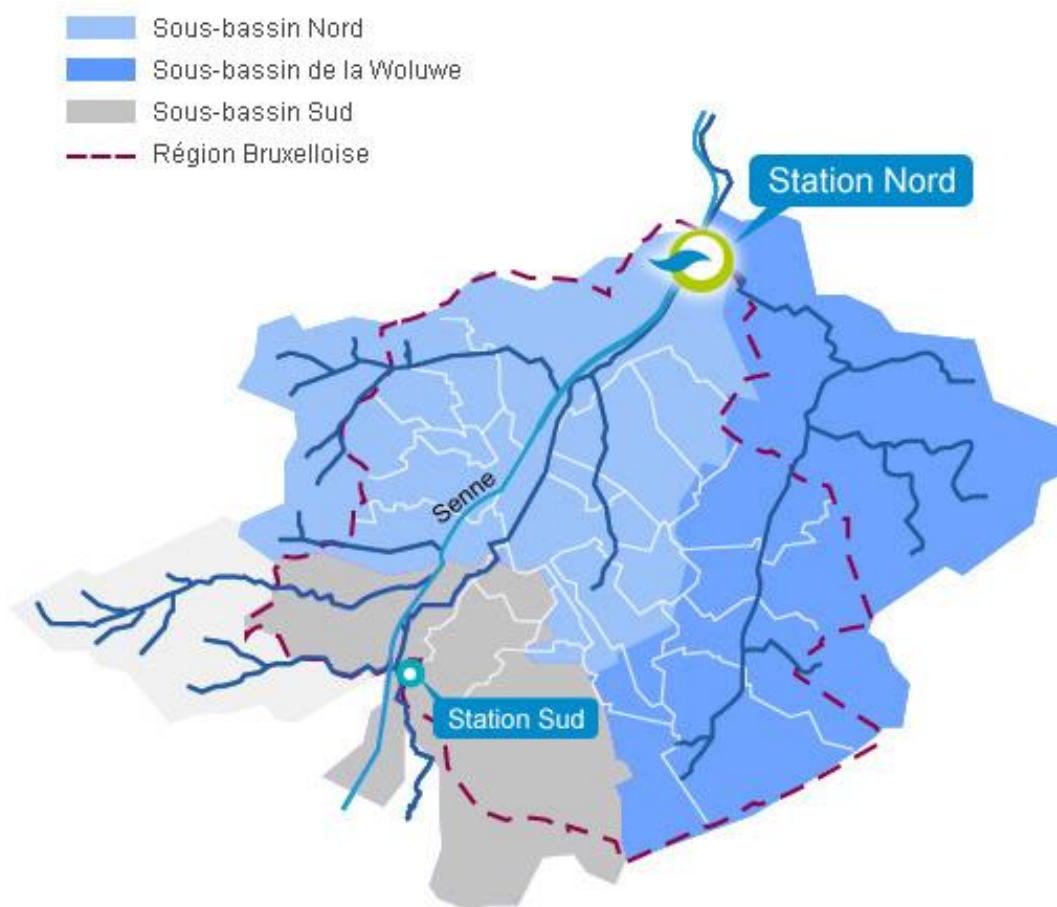 Sous-bassin Nord
Sous-bassin de la Woluwe
Sous-bassin Sud
Région Bruxelloise
Station Nord
Senne
Station Sud